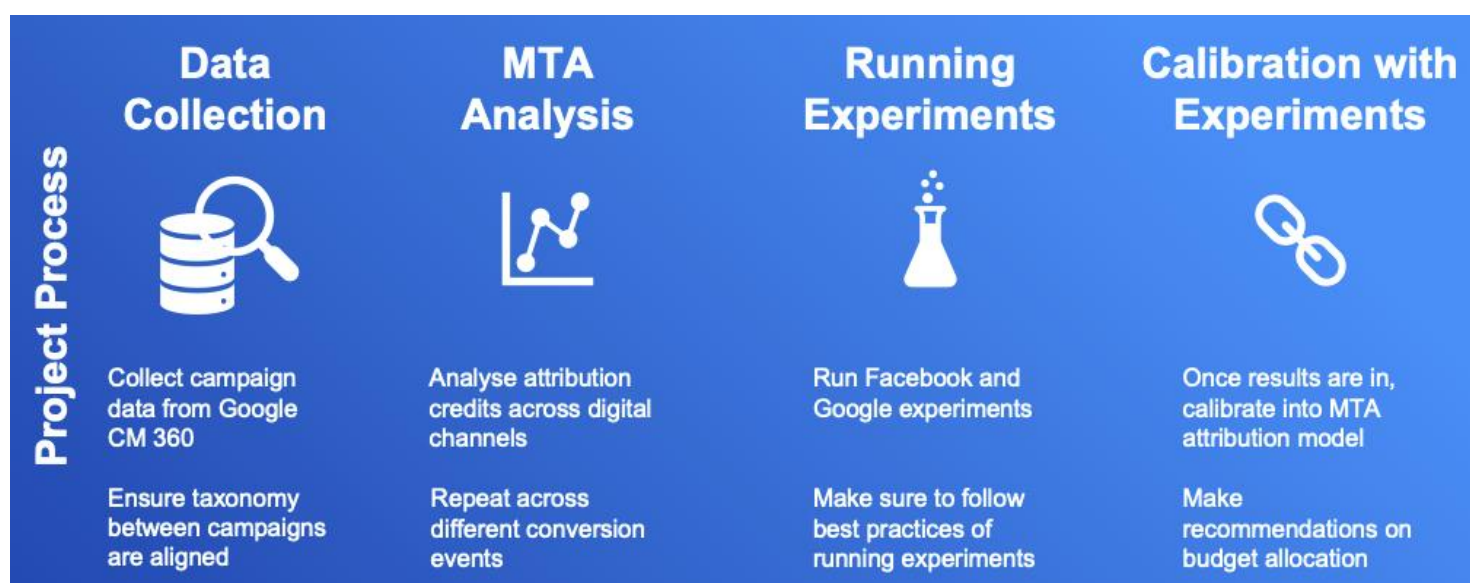 Project Process
Data
Collection
Collect campaign
data from Google
CM 360
Ensure taxonomy
between campaigns
are aligned
MTA
Analysis
Analyse attribution
credits across digital
channels
Repeat across
different conversion
events
Running
Experiments
Run Facebook and
Google experiments
Make sure to follow
best practices of
running experiments
Calibration with
Experiments
Once results are in,
calibrate into MTA
attribution model
Make
recommendations on
budget allocation